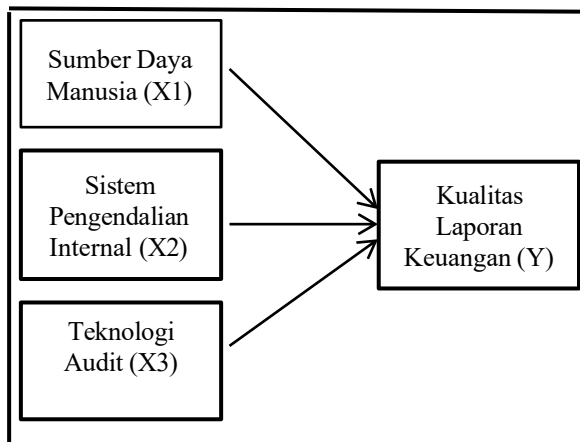 Sumber Daya
Manusia (X1)
Sistem
Pengendalian
Internal (X2)
Teknologi
Audit (X3)
Kualitas
Laporan
Keuangan (Y)